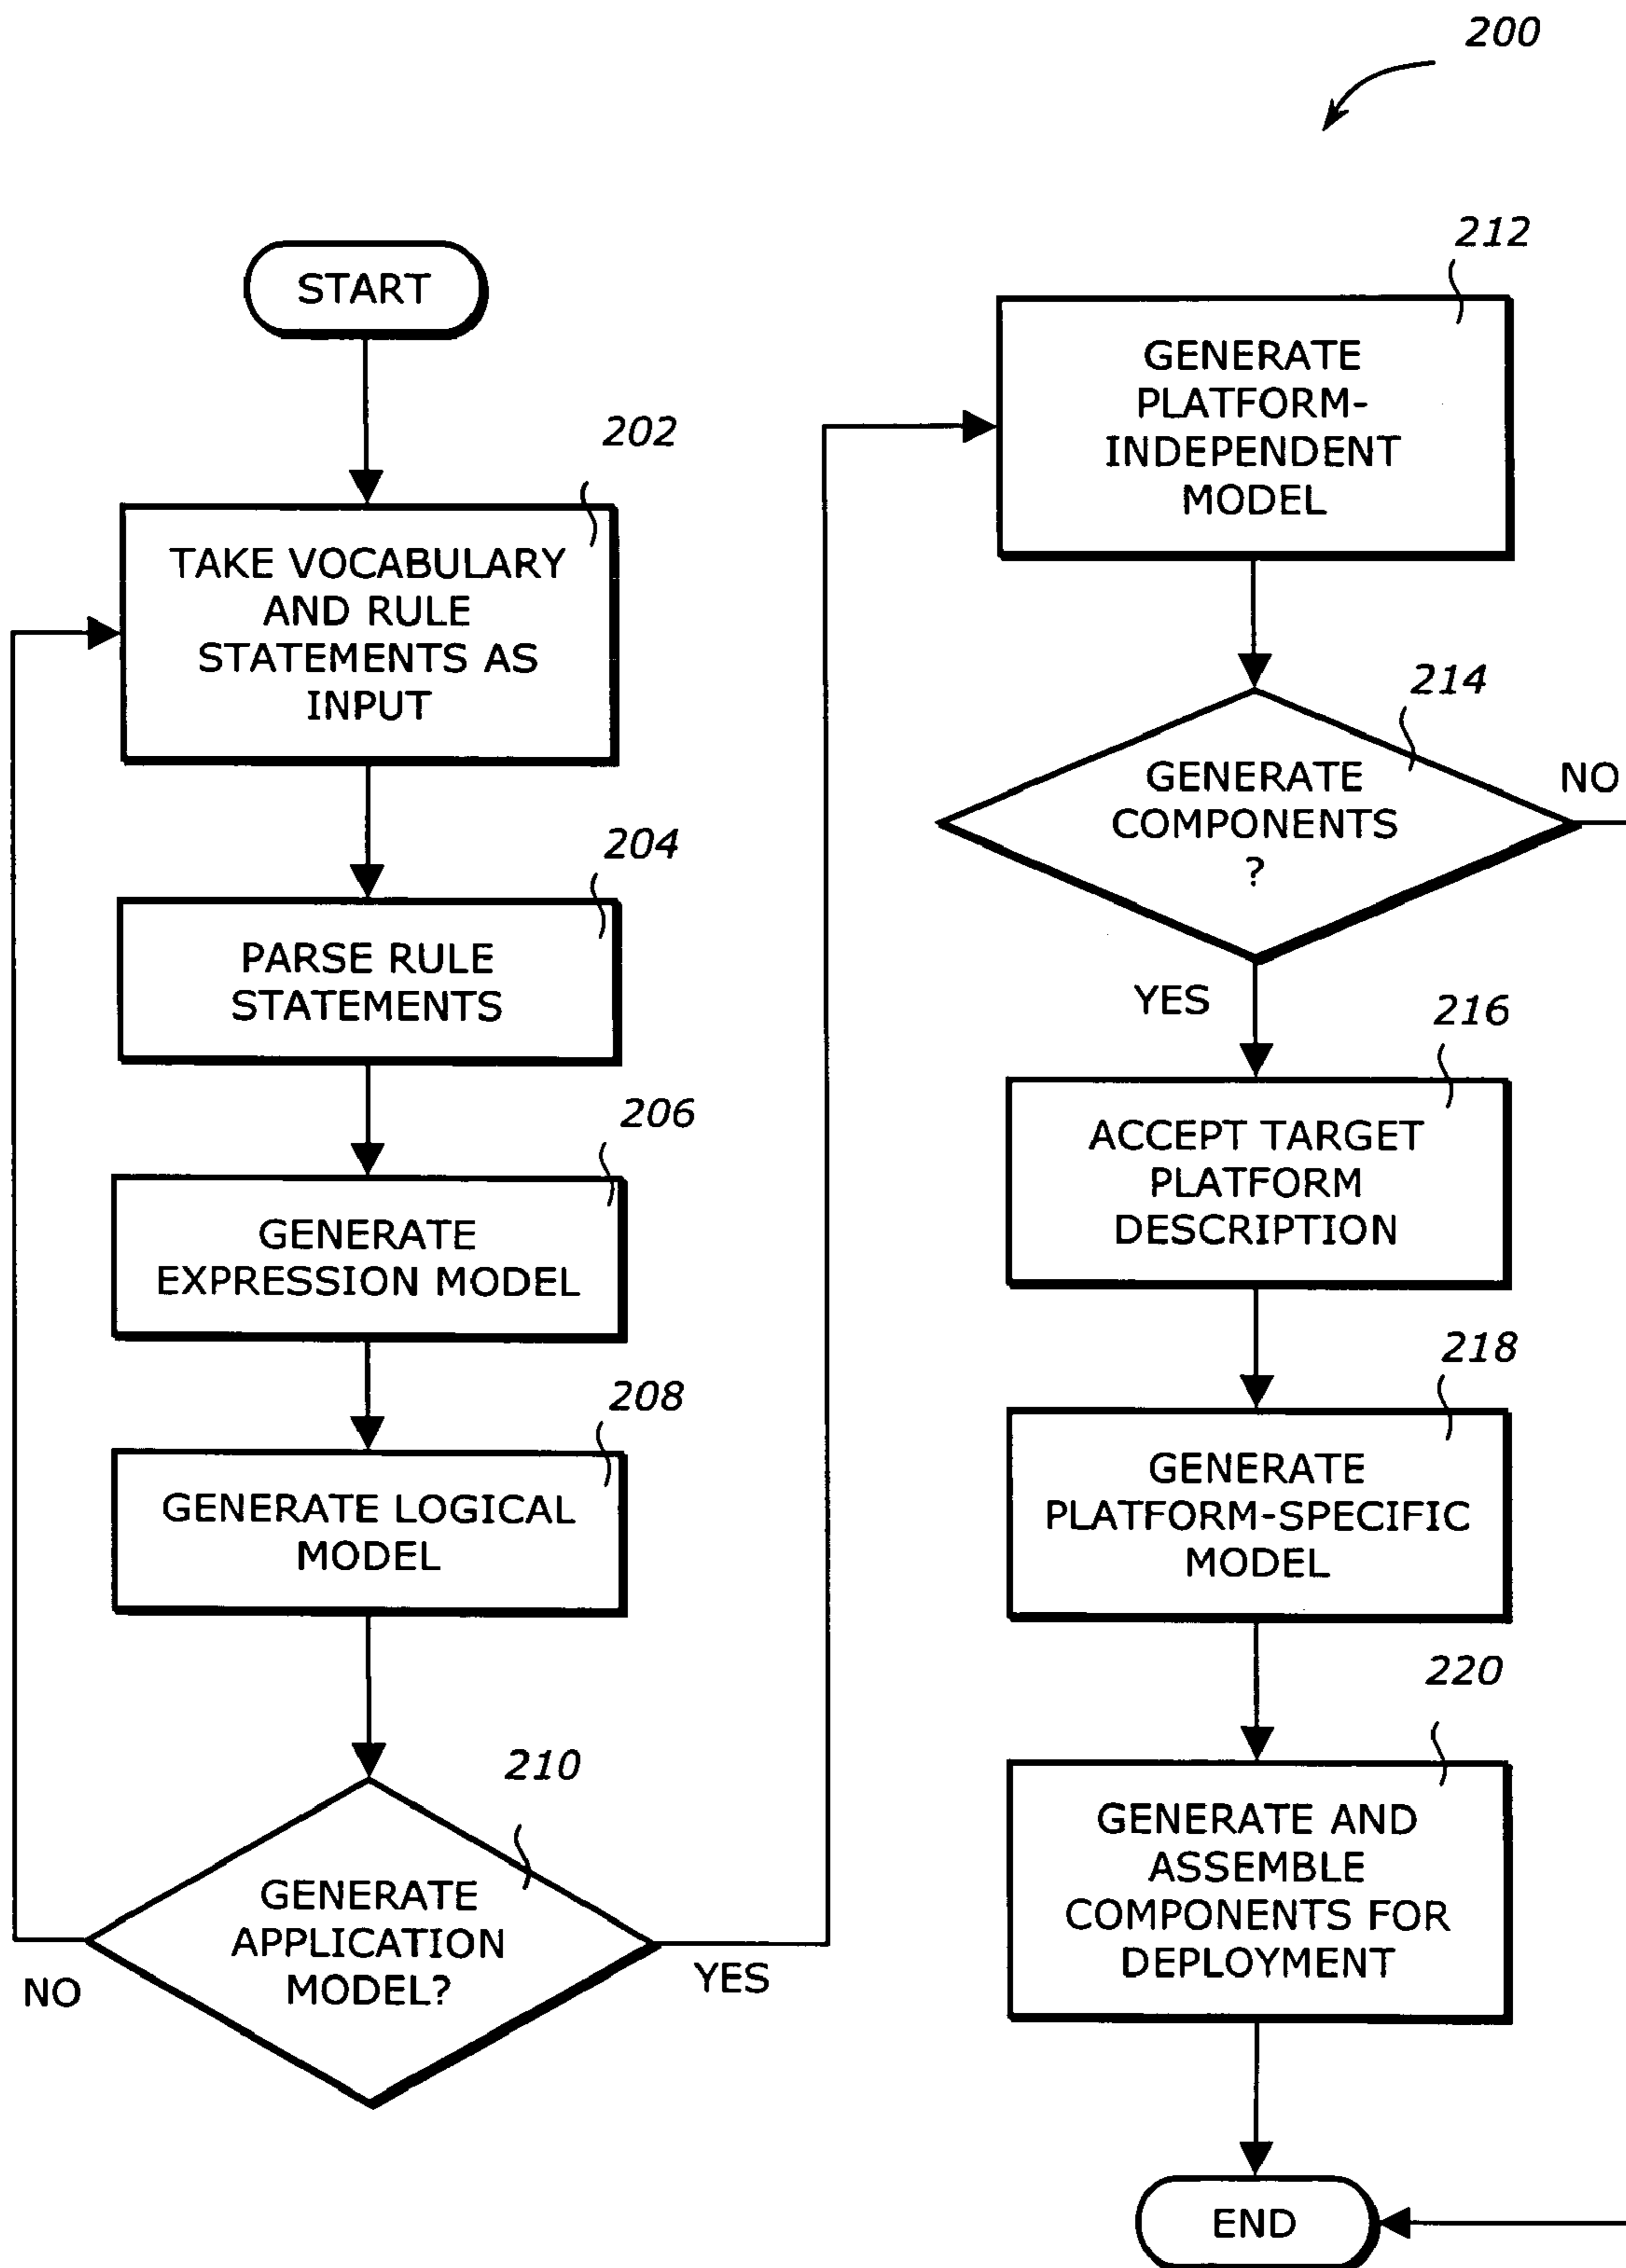 200
START
202
TAKE VOCABULARY
AND RULE
STATEMENTS AS
INPUT
204
PARSE RULE
STATEMENTS
206
GENERATE
EXPRESSION MODEL
208
GENERATE LOGICAL
MODEL
210
GENERATE
APPLICATION
MODEL?
NO
YES
212
GENERATE
PLATFORM-
INDEPENDENT
MODEL
214
GENERATE
COMPONENTS
?
NO
YES
216
ACCEPT TARGET
PLATFORM
DESCRIPTION
218
GENERATE
PLATFORM-SPECIFIC
MODEL
220
GENERATE AND
ASSEMBLE
COMPONENTS FOR
DEPLOYMENT
END